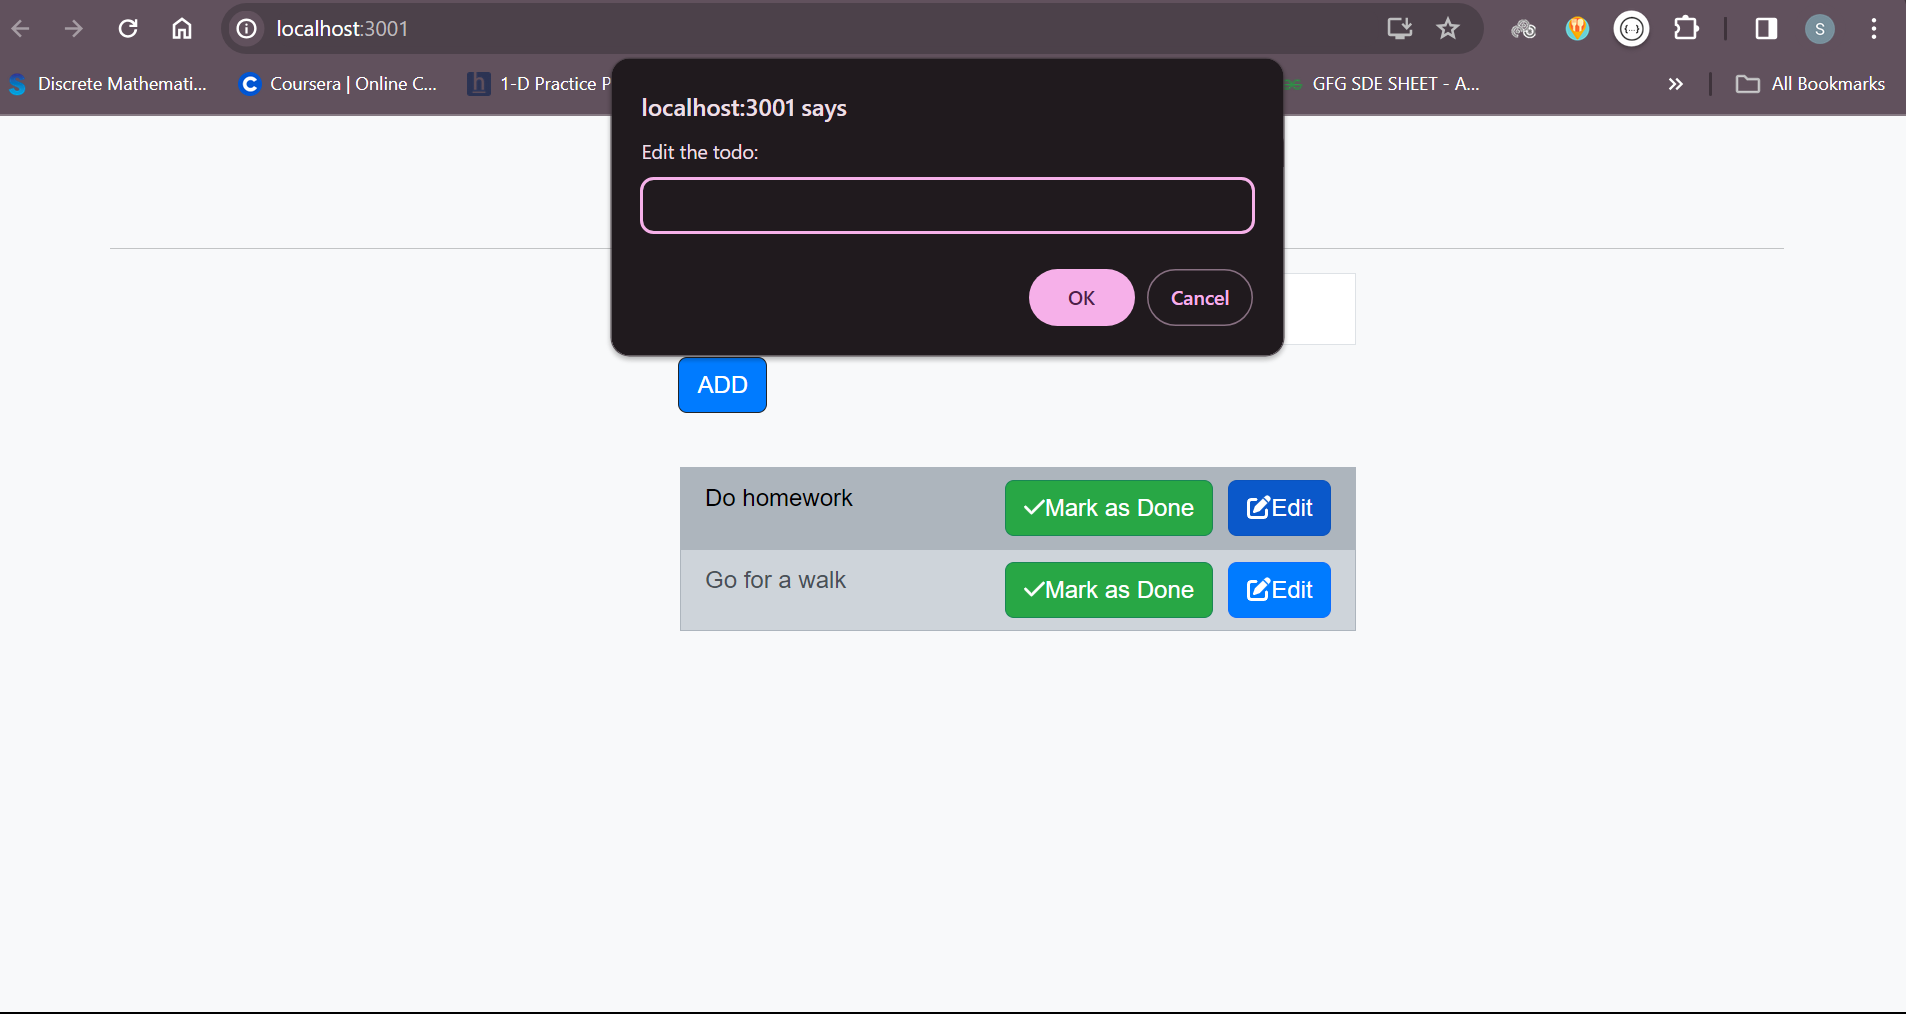 localhost:3001
S
Discrete Mathemati...
Coursera | Online C...
1-D Practice P
GFG SDE SHEET - A...
All Bookmarks
localhost:3001 says
Edit the todo:
OK
Cancel
ADD
Do homework
Mark as Done
Edit
Go for a walk
Mark as Done
Edit